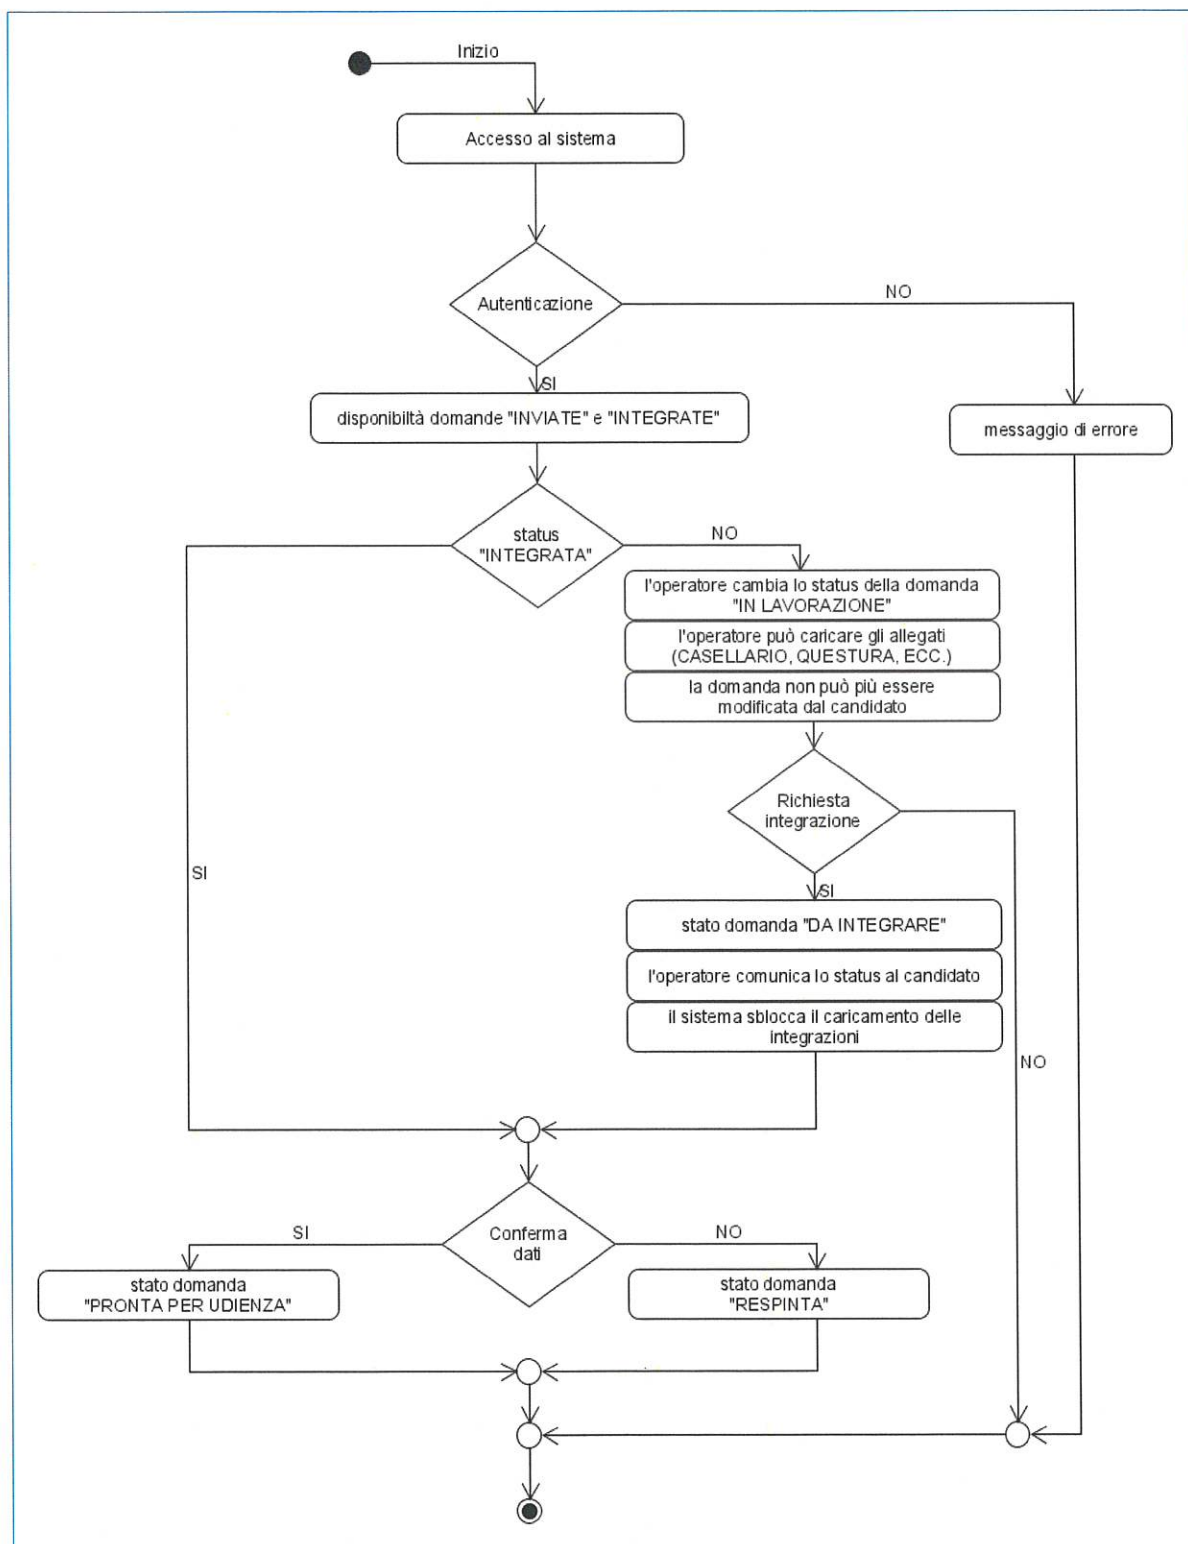 Inizio
Accesso al sistema
Autenticazione
NO
SI
disponibiltà domande "INVIATE" e "INTEGRATE"
messaggio di errore
status
"INTEGRATA"
NO
l'operatore cambia lo status della domanda
"IN LAVORAZIONE"
l'operatore può caricare gli allegati
(CASELLARIO, QUESTURA, ECC.)
la domanda non può più essere
modificata dal candidato
Richiesta
integrazione
SI
SI
stato domanda "DA INTEGRARE"
l'operatore comunica lo status al candidato
il sistema sblocca il caricamento delle
integrazioni
NO
Conferma
dati
SI
NO
stato domanda
"PRONTA PER UDIENZA"
stato domanda
"RESPINTA"